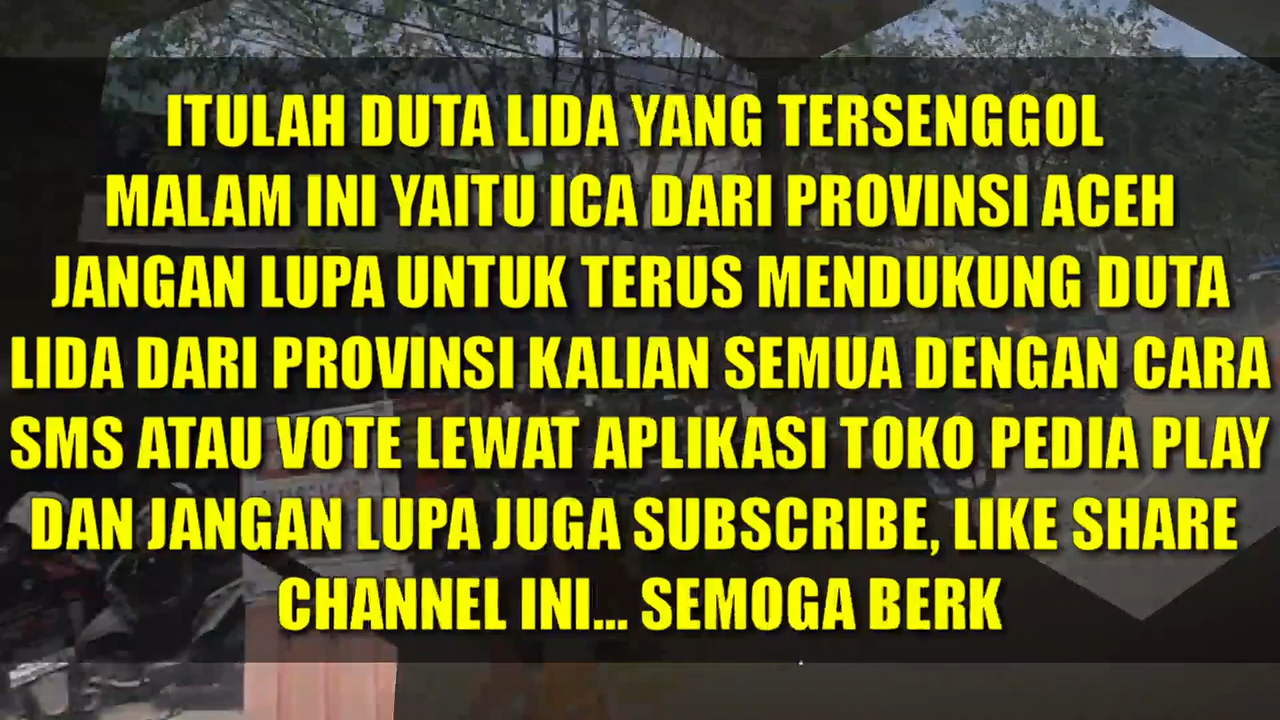 ITULAH DUTA LIDA YANG TERSENGGOL
MALAM INI YAITU ICA DARI PROVINSI ACEH
JANGAN LUPA UNTUK TERUS MENDUKUNG DUTA
LIDA DARI PROVINSI KALIAN SEMUA DENGAN CARA
SMS ATAU VOTE LEWAT APLIKASI TOKO PEDIA PLAY
DAN JANGAN LUPA JUGA SUBSCRIBE, LIKE SHARE
CHANNEL INI... SEMOGA BERK